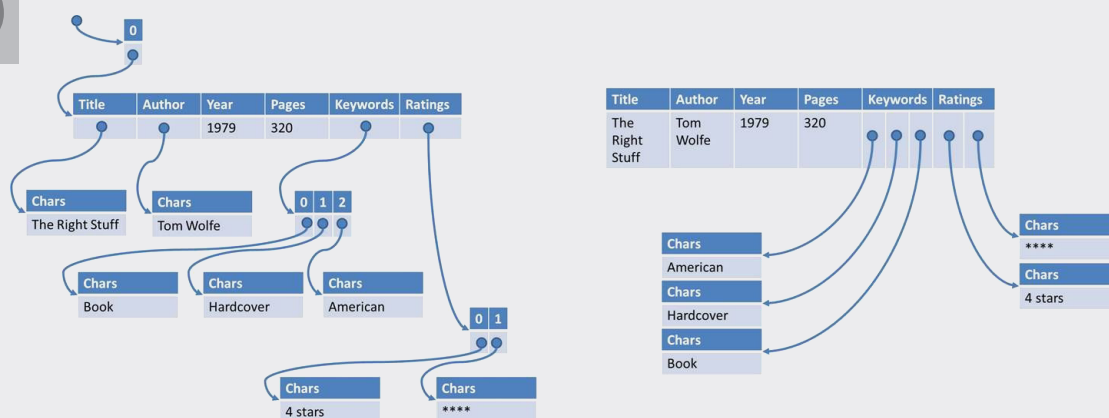 0
Title Author Year Pages Keywords Ratings
1979 320
Chars
The Right Stuff
Chars
Tom Wolfe
0 1 2
Chars
Book
Chars
Hardcover
Chars
American
0 1
Chars
4 stars
Chars
****
Title Author Year Pages Keywords Ratings
The Right Stuff Tom Wolfe 1979 320
Chars
American
Chars
Hardcover
Chars
Book
Chars
****
Chars
4 stars